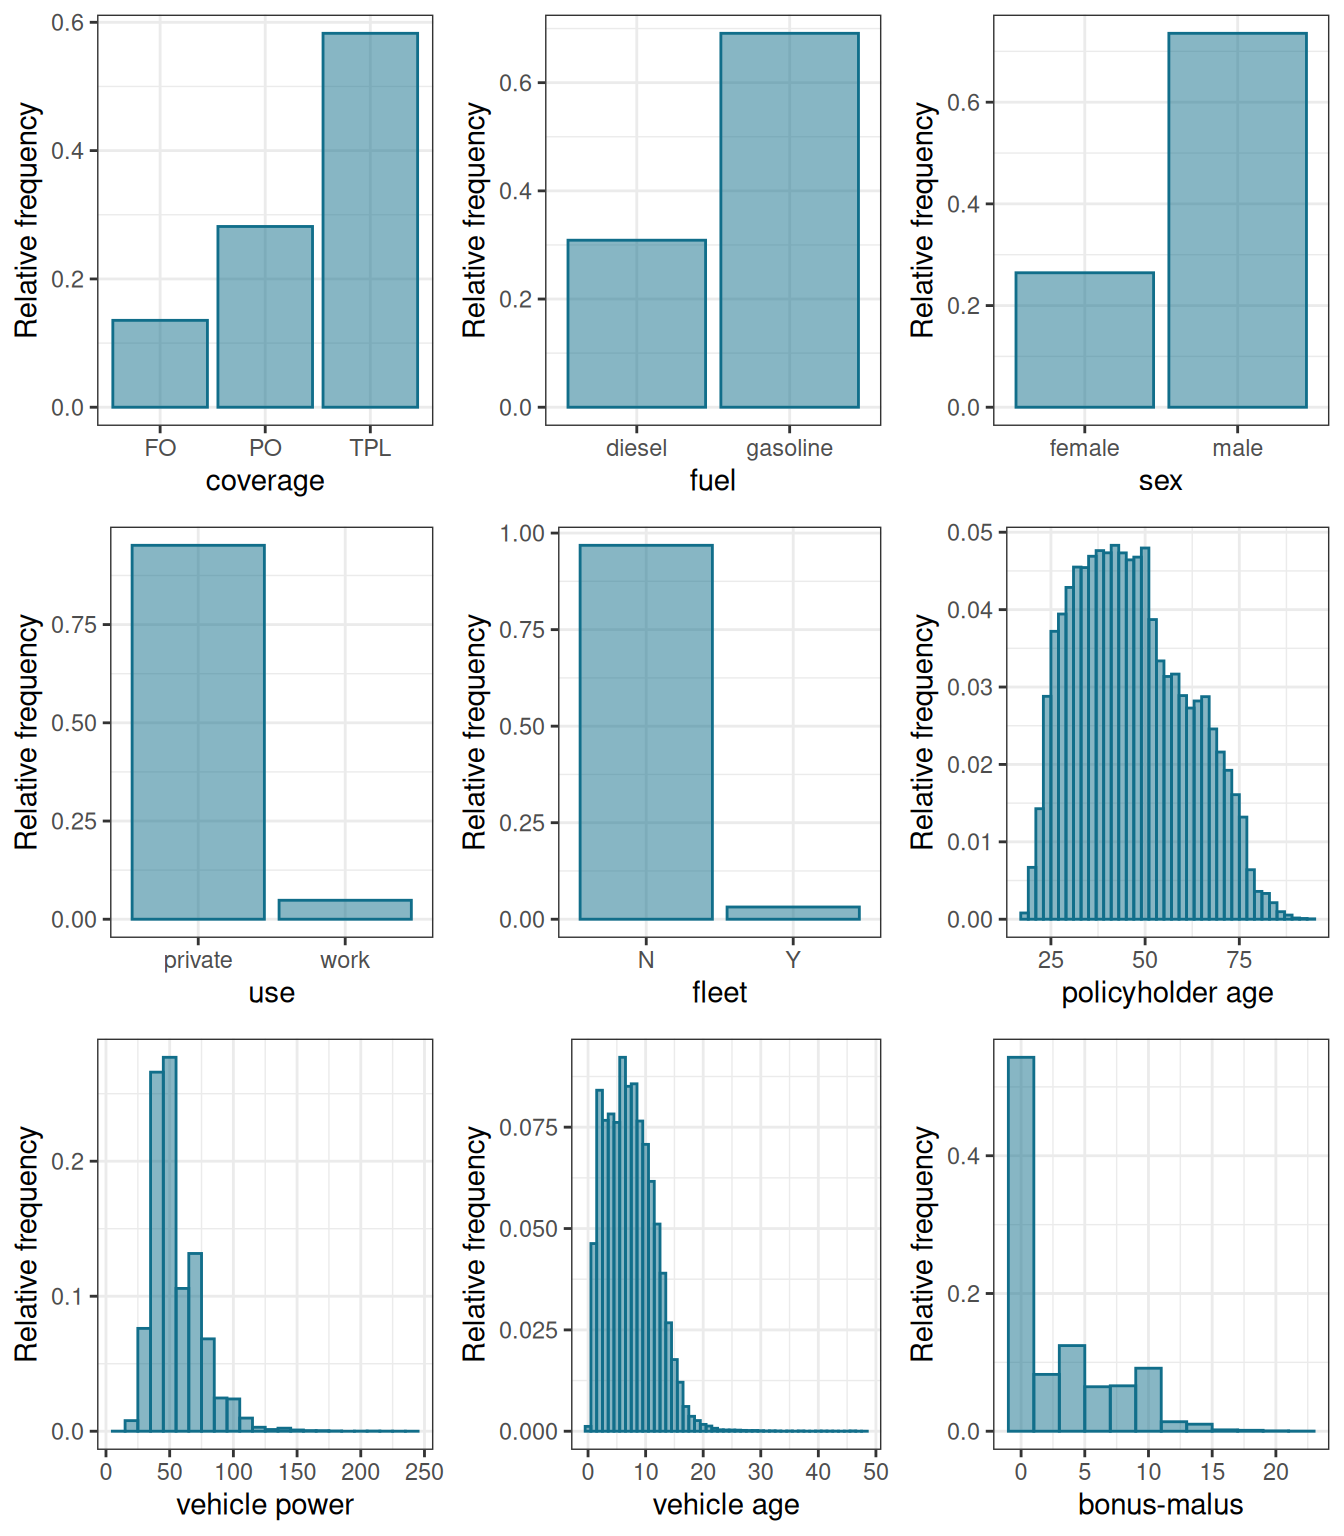 Relative frequency
0.6
0.4
0.2
0.0
FO PO TPL
coverage
Relative frequency
0.6
0.4
0.2
0.0
diesel gasoline
fuel
Relative frequency
0.6
0.4
0.2
0.0
female male
sex
Relative frequency
0.75
0.50
0.25
0.00
private work
use
Relative frequency
1.00
0.75
0.50
0.25
0.00
N Y
fleet
Relative frequency
0.05
0.04
0.03
0.02
0.01
0.00
25 50 75
policyholder age
Relative frequency
0.2
0.1
0.0
0 50 100 150 200 250
vehicle power
Relative frequency
0.075
0.050
0.025
0.000
0 10 20 30 40 50
vehicle age
Relative frequency
0.4
0.2
0.0
0 5 10 15 20
bonus-malus